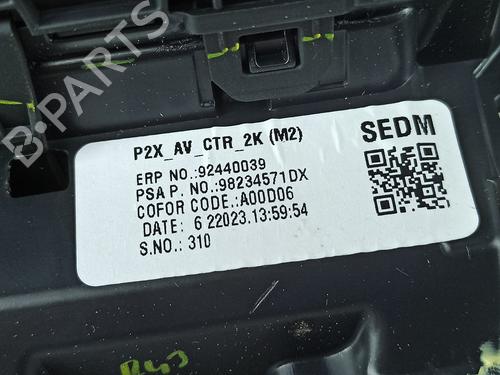 B-PARTS
P2X_AV_CTR_2K (M2)
SEDM
ERP NO.:92440039
PSA P. NO.:98234571DX
COFOR CODE.:A00D06
DATE: 6 22023.13:59:54
S.NO.: 310